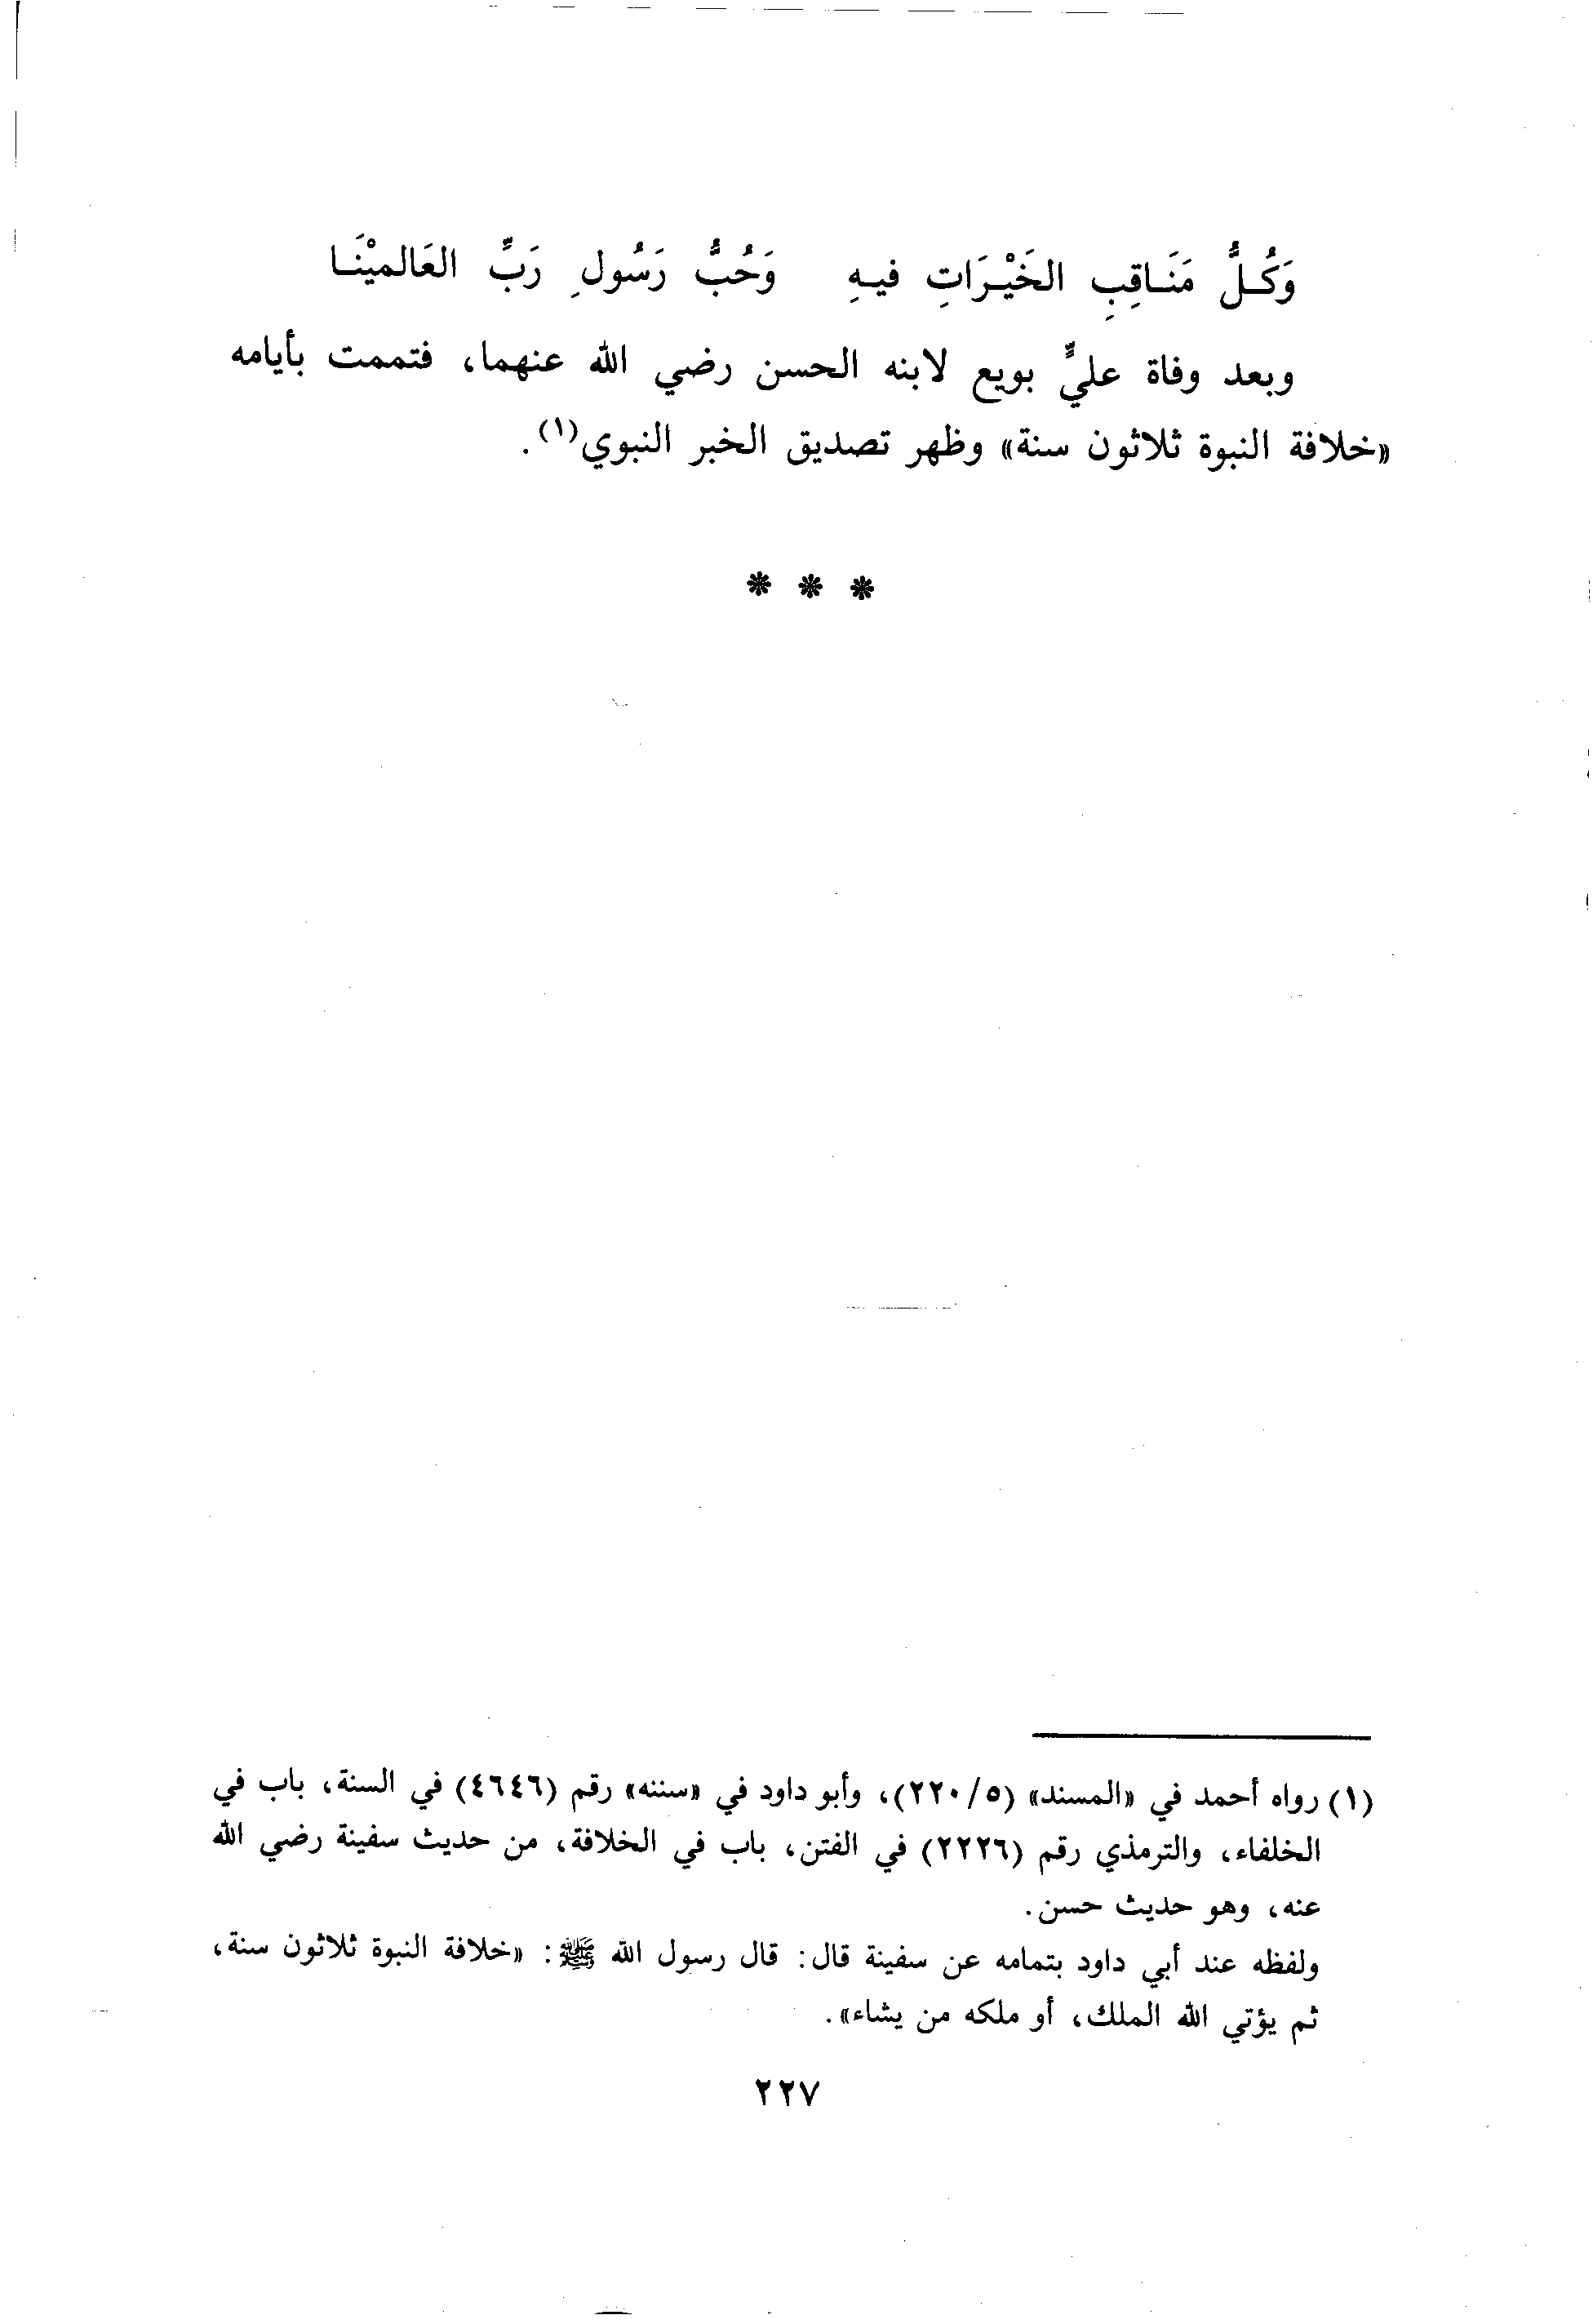 وَكُـلُّ مَنَـاقِبِ الخَيْـرَاتِ فيـهِ وَحُبُّ رَسُولِ رَبِّ العَالميْنَـا
وبعد وفاة عليٍّ بويع لابنه الحسن رضي الله عنهما، فتممت بأيامه
«خلافة النبوة ثلاثون سنة» وظهر تصديق الخبر النبوي(١).
* * *
(١) رواه أحمد في «المسند» (٥/ ٢٢٠)، وأبو داود في «سننه» رقم (٤٦٤٦) في السنة، باب في
الخلفاء، والترمذي رقم (٢٢٢٦) في الفتن، باب في الخلافة، من حديث سفينة رضي الله
عنه، وهو حديث حسن.
ولفظه عند أبي داود بتمامه عن سفينة قال: قال رسول الله ﷺ: «خلافة النبوة ثلاثون سنة،
ثم يؤتي الله الملك، أو ملكه من يشاء».
٢٢٧